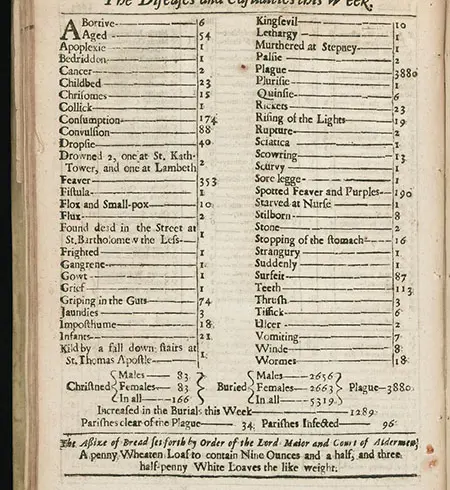 The Diseases and Casualties this Week.
ABortive 6
Aged 54
Apoplexie 1
Bedridden 1
Cancer 2
Childbed 23
Chrisomes 15
Collick 1
Consumption 174
Convulsion 88
Dropsie 40
Drowned 2, one at St. Kath-
Tower, and one at Lambeth 2
Feaver 353
Fistula 1
Flox and Small-pox 10
Flux 2
Found dead in the Street at
St. Bartholomew the Less 1
Frighted 1
Gangrene 1
Gowt 1
Grief 1
Griping in the Guts 74
Jaundies 3
Imposthume 18
Infants 21
Kild by a fall down stairs at
St. Thomas Apostle 1
Kingsevil 10
Lethargy 1
Murthered at Stepney 1
Palsie 2
Plague 3880
Plurisie 1
Quinsie 6
Rickets 23
Rising of the Lights 19
Rupture 2
Sciatica 1
Scowring 13
Scurvy 1
Sore legge 1
Spotted Feaver and Purples 190
Starved at Nurse 1
Stilborn 8
Stone 2
Stopping of the stomach 16
Strangury 1
Suddenly 1
Surfeit 87
Teeth 113
Thrush 3
Tissick 6
Ulcer 2
Vomiting 7
Winde 8
Wormes 18
Males 83 Males 2656
Christned Females 83 Buried Females 2663 Plague 3880
In all 166 In all 5319
Increased in the Burials this Week 1289
Parishes clear of the Plague 34 Parishes Infected 96
The Assize of Bread set forth by Order of the Lord Maior and Court of Aldermen,
A penny Wheaten Loaf to contain Nine Ounces and a half, and three
half-penny White Loaves the like weight.